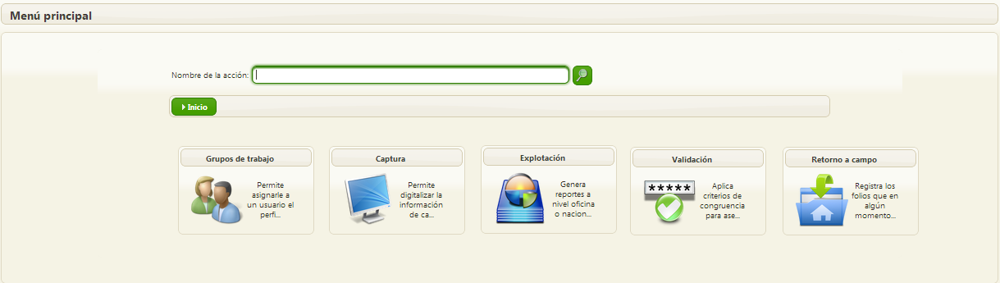 Menú principal
Nombre de la acción:
Inicio
Grupos de trabajo
Permite
asignarle a
un usuario el
perfi...
Captura
Permite
digitalizar la
información
de ca...
Explotación
Genera
reportes a
nivel oficina
o nacion...
Validación
*****
Aplica
criterios de
congruencia
para ase...
Retorno a campo
Registra los
folios que en
algún
momento...